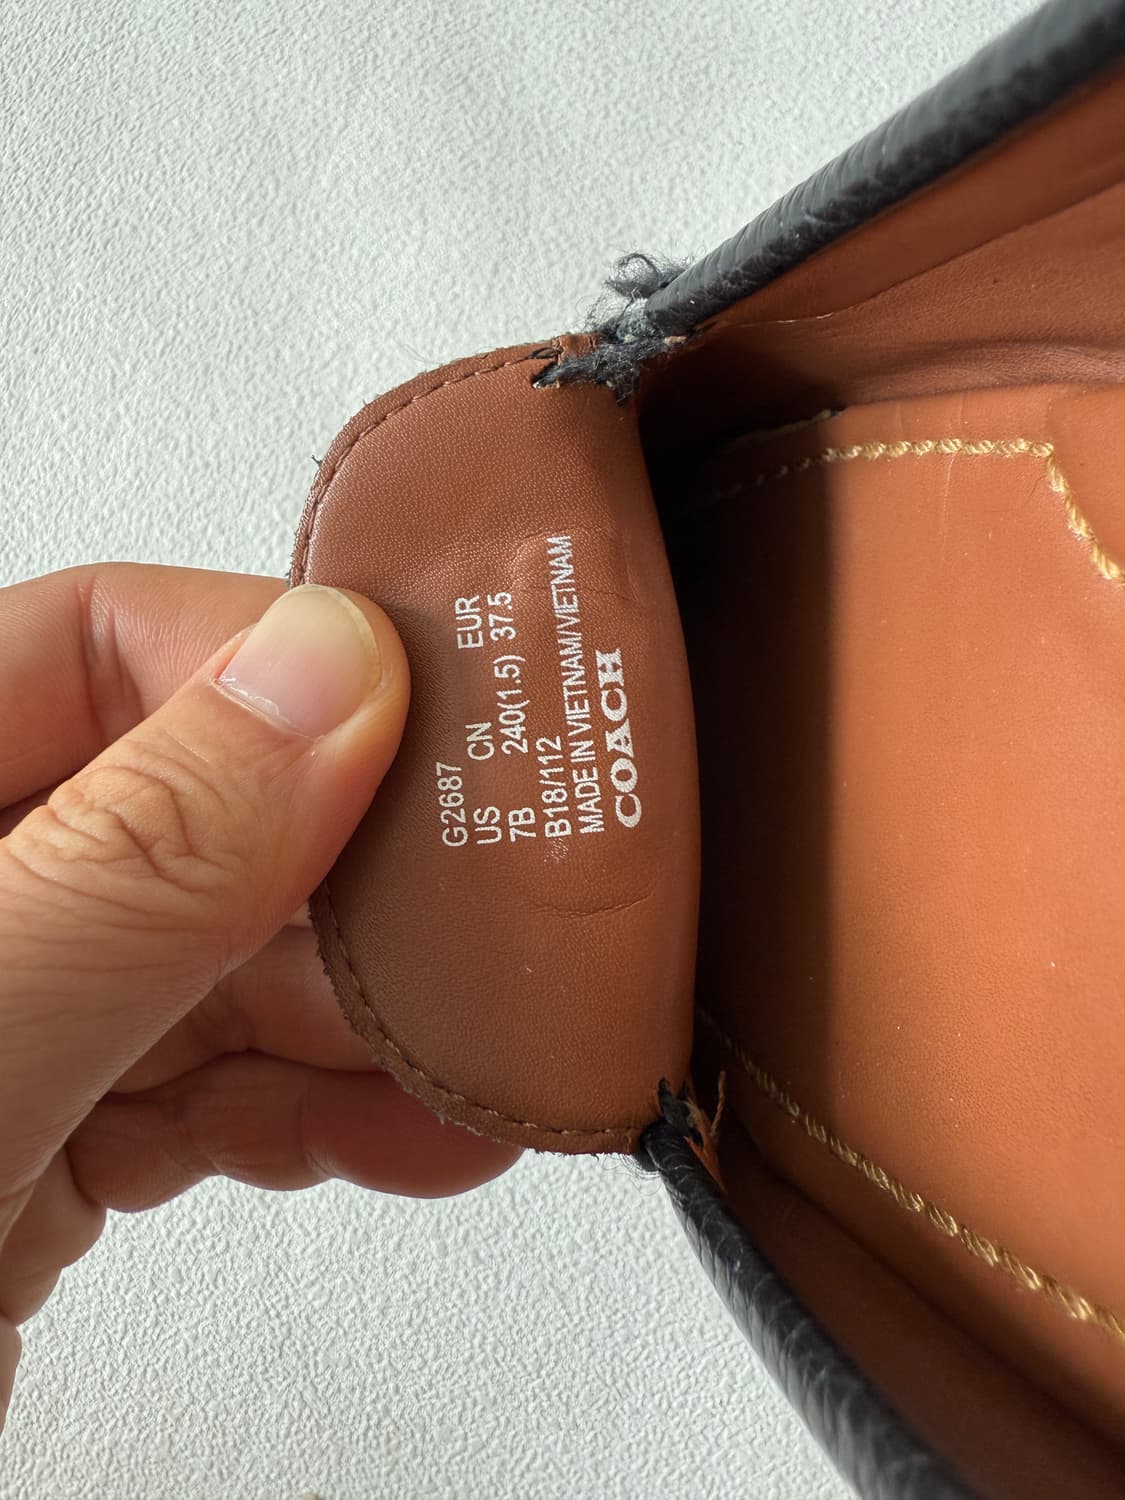 G2687
US CN EUR
7B 240(1.5) 37.5
B18/112
MADE IN VIETNAM/VIETNAM
COACH